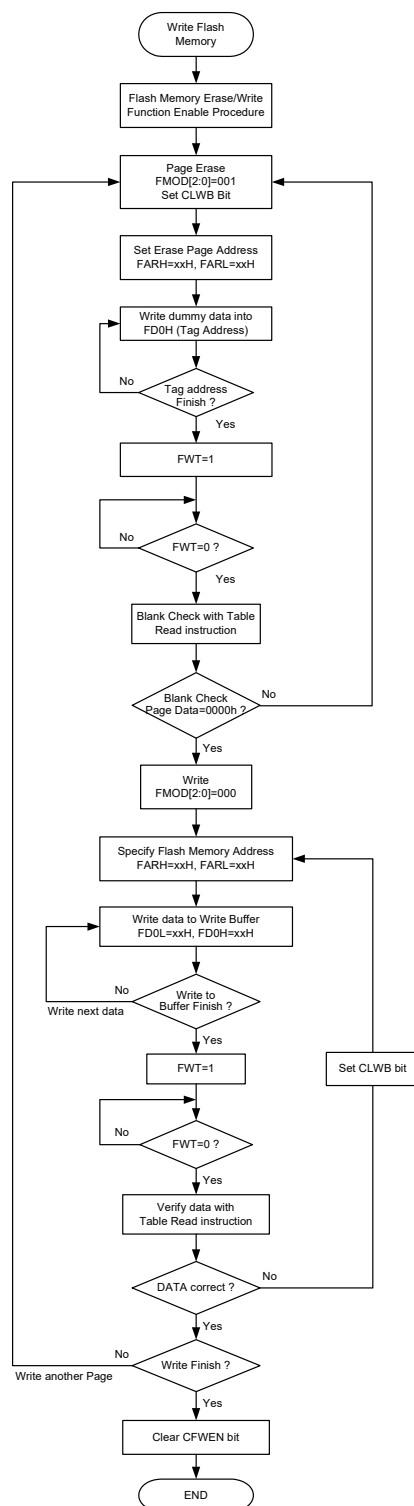 Write Flash
Memory
Flash Memory Erase/Write
Function Enable Procedure
Page Erase
FMOD[2:0]=001
Set CLWB Bit
Set Erase Page Address
FARH=xxH, FARL=xxH
Write dummy data into
FD0H (Tag Address)
No
Tag address
Finish ?
Yes
FWT=1
No
FWT=0 ?
Yes
Blank Check with Table
Read instruction
Blank Check
Page Data=0000h ?
No
Yes
Write
FMOD[2:0]=000
Specify Flash Memory Address
FARH=xxH, FARL=xxH
Write data to Write Buffer
FD0L=xxH, FD0H=xxH
No
Write next data
Write to
Buffer Finish ?
Yes
FWT=1
Set CLWB bit
No
FWT=0 ?
Yes
Verify data with
Table Read instruction
DATA correct ?
No
Yes
No
Write another Page
Write Finish ?
Yes
Clear CFWEN bit
END